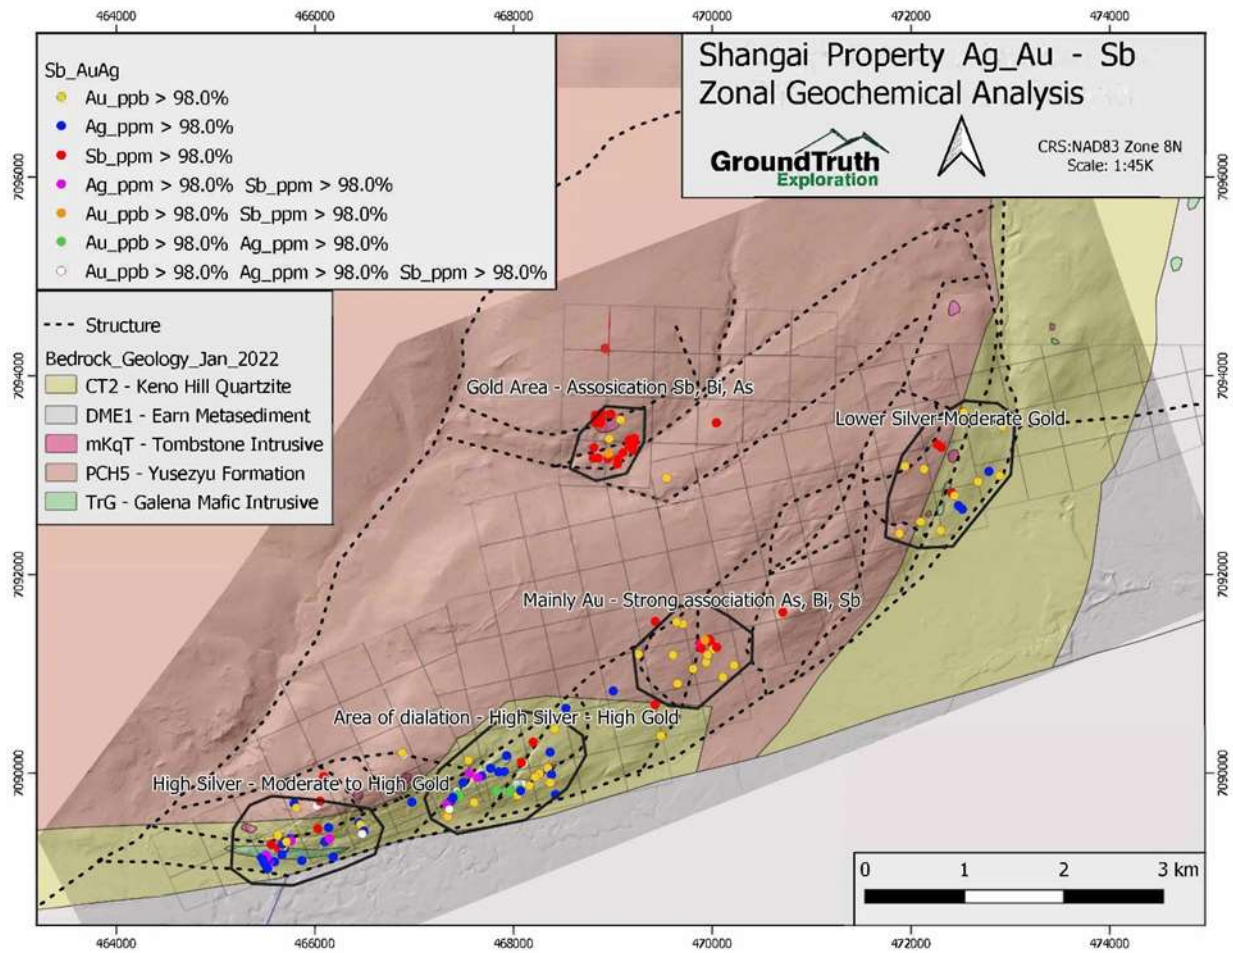 464000 466000 468000 470000 472000 474000
Shangai Property Ag_Au - Sb
Zonal Geochemical Analysis
GroundTruth
Exploration
CRS:NAD83 Zone 8N
Scale: 1:45K
Sb_AuAg
Au_ppb > 98.0%
Ag_ppm > 98.0%
Sb_ppm > 98.0%
Ag_ppm > 98.0% Sb_ppm > 98.0%
Au_ppb > 98.0% Sb_ppm > 98.0%
Au_ppb > 98.0% Ag_ppm > 98.0%
Au_ppb > 98.0% Ag_ppm > 98.0% Sb_ppm > 98.0%
Structure
Bedrock_Geology_Jan_2022
CT2 - Keno Hill Quartzite
DME1 - Earn Metasediment
mKqT - Tombstone Intrusive
PCH5 - Yusezyu Formation
TrG - Galena Mafic Intrusive
7096000
7094000
7092000
7090000
7096000
7094000
7092000
7090000
Gold Area - Assosication Sb, Bi, As
Lower Silver-Moderate Gold
Mainly Au - Strong association As, Bi, Sb
Area of dialation - High Silver - High Gold
High Silver - Moderate to High Gold
0 1 2 3 km
464000 466000 468000 470000 472000 474000